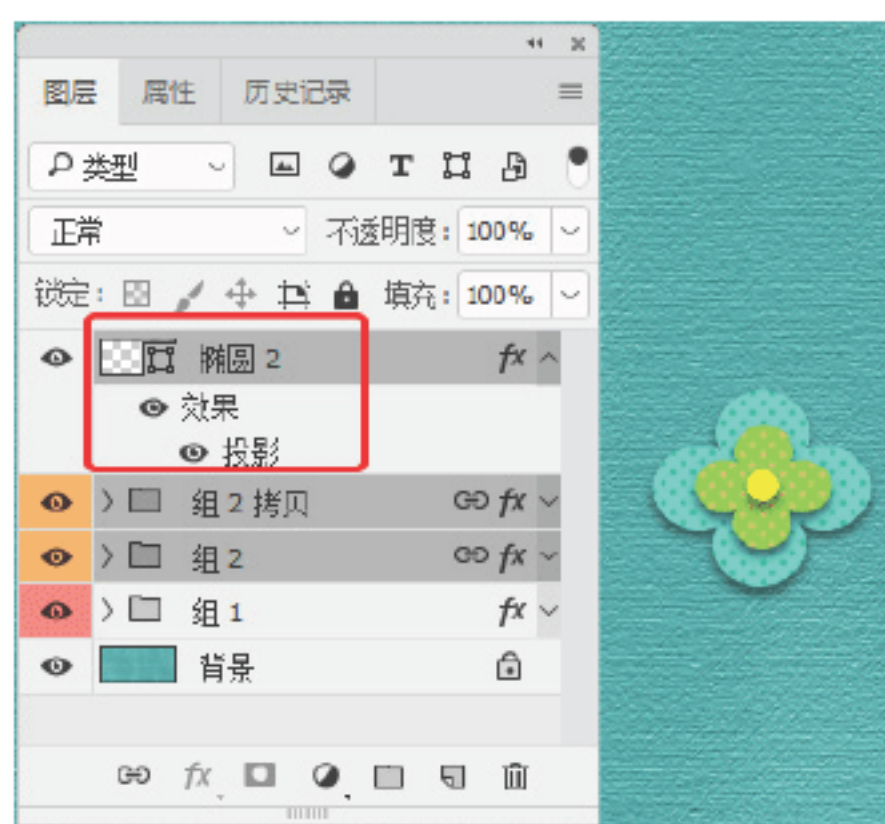 图层 属性 历史记录
类型
正常 不透明度: 100%
锁定: 填充: 100%
椭圆 2 fx
效果
投影
组 2 拷贝 fx
组 2 fx
组 1 fx
背景
fx